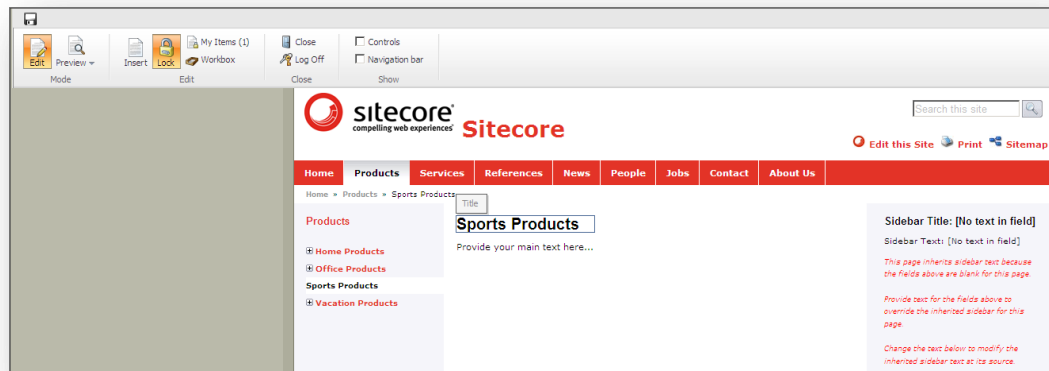 Edit Preview Insert Lock My Items (1) Workbox Close Log Off Controls Navigation bar
Mode Edit Close Show
sitecore
compelling web experiences
Sitecore
Search this site
Edit this Site Print Sitemap
Home Products Services References News People Jobs Contact About Us
Home » Products » Sports Products
Title
Products
Home Products
Office Products
Sports Products
Vacation Products
Sports Products
Provide your main text here...
Sidebar Title: [No text in field]
Sidebar Text: [No text in field]
This page inherits sidebar text because
the fields above are blank for this page.
Provide text for the fields above to
override the inherited sidebar for this
page.
Change the text below to modify the
inherited sidebar text at its source.